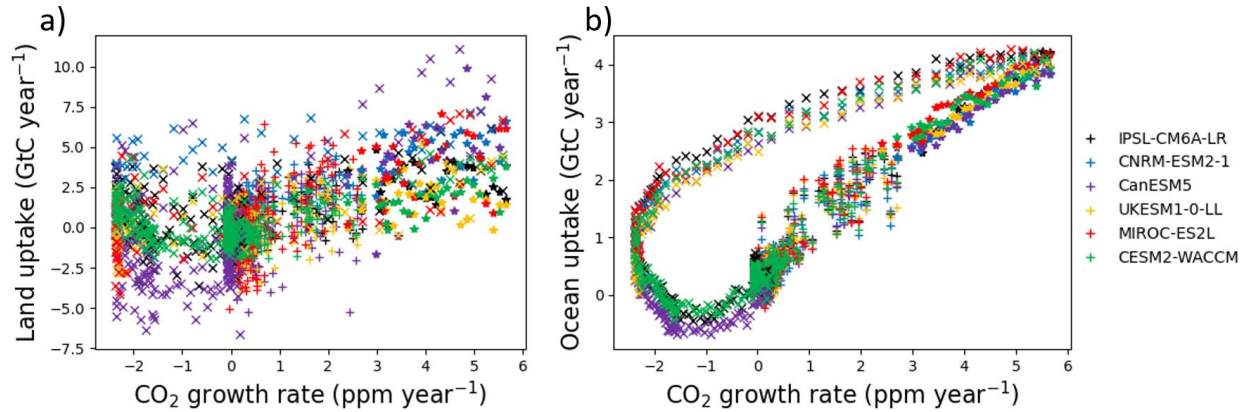 a)
10.0
7.5
5.0
2.5
0.0
−2.5
−5.0
−7.5
Land uptake (GtC year⁻¹)
−2 −1 0 1 2 3 4 5 6
CO₂ growth rate (ppm year⁻¹)
b)
4
3
2
1
0
Ocean uptake (GtC year⁻¹)
−2 −1 0 1 2 3 4 5 6
CO₂ growth rate (ppm year⁻¹)
IPSL-CM6A-LR
CNRM-ESM2-1
CanESM5
UKESM1-0-LL
MIROC-ES2L
CESM2-WACCM